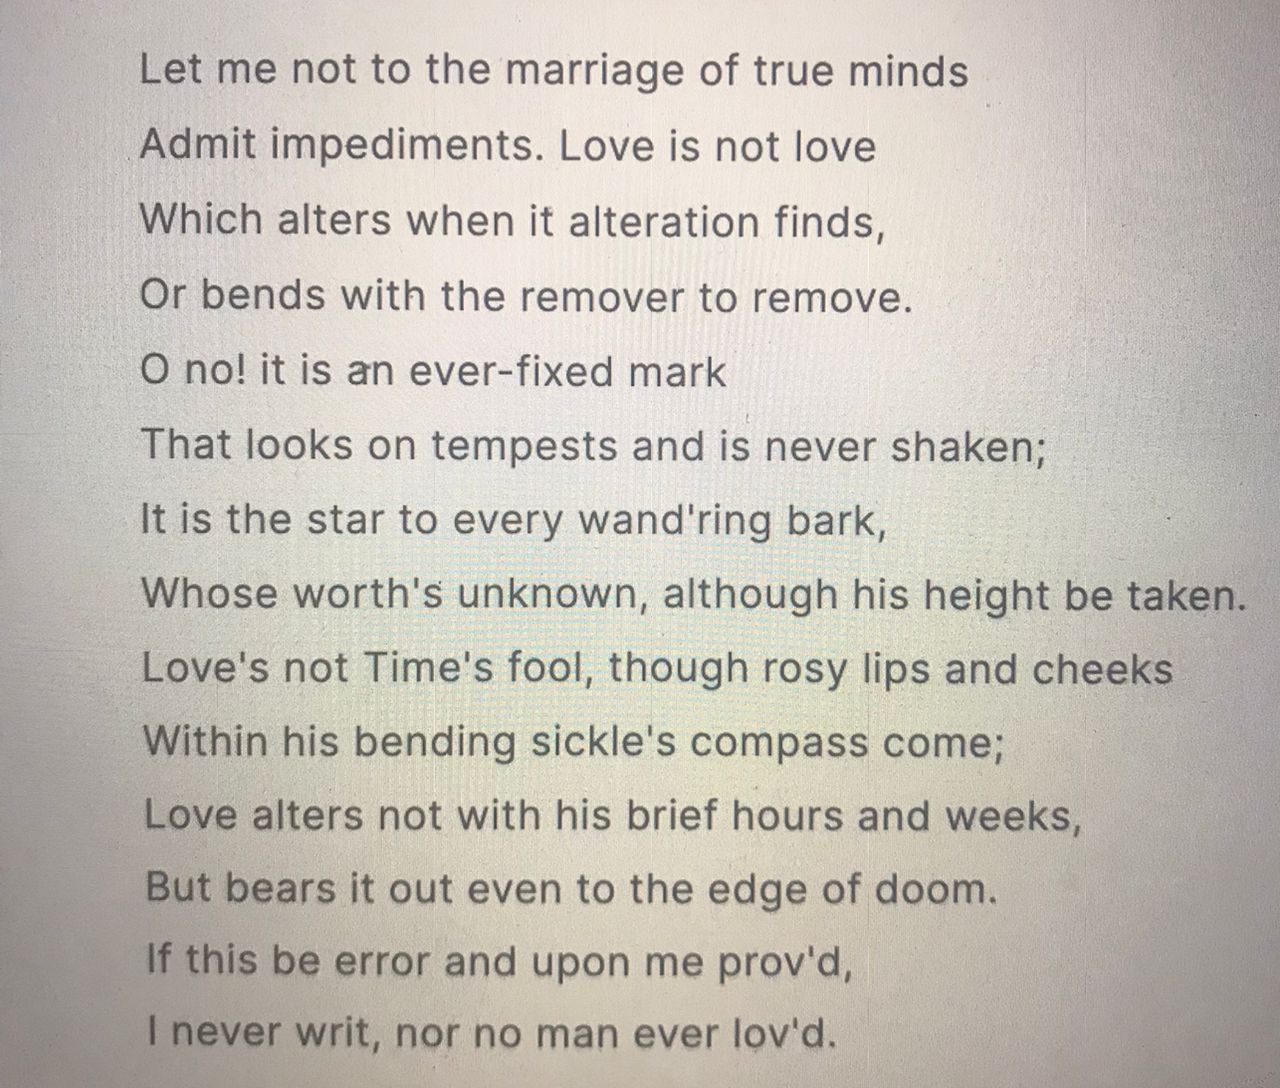 Let me not to the marriage of true minds
Admit impediments. Love is not love
Which alters when it alteration finds,
Or bends with the remover to remove.
O no! it is an ever-fixed mark
That looks on tempests and is never shaken;
It is the star to every wand'ring bark,
Whose worth's unknown, although his height be taken.
Love's not Time's fool, though rosy lips and cheeks
Within his bending sickle's compass come;
Love alters not with his brief hours and weeks,
But bears it out even to the edge of doom.
If this be error and upon me prov'd,
I never writ, nor no man ever lov'd.